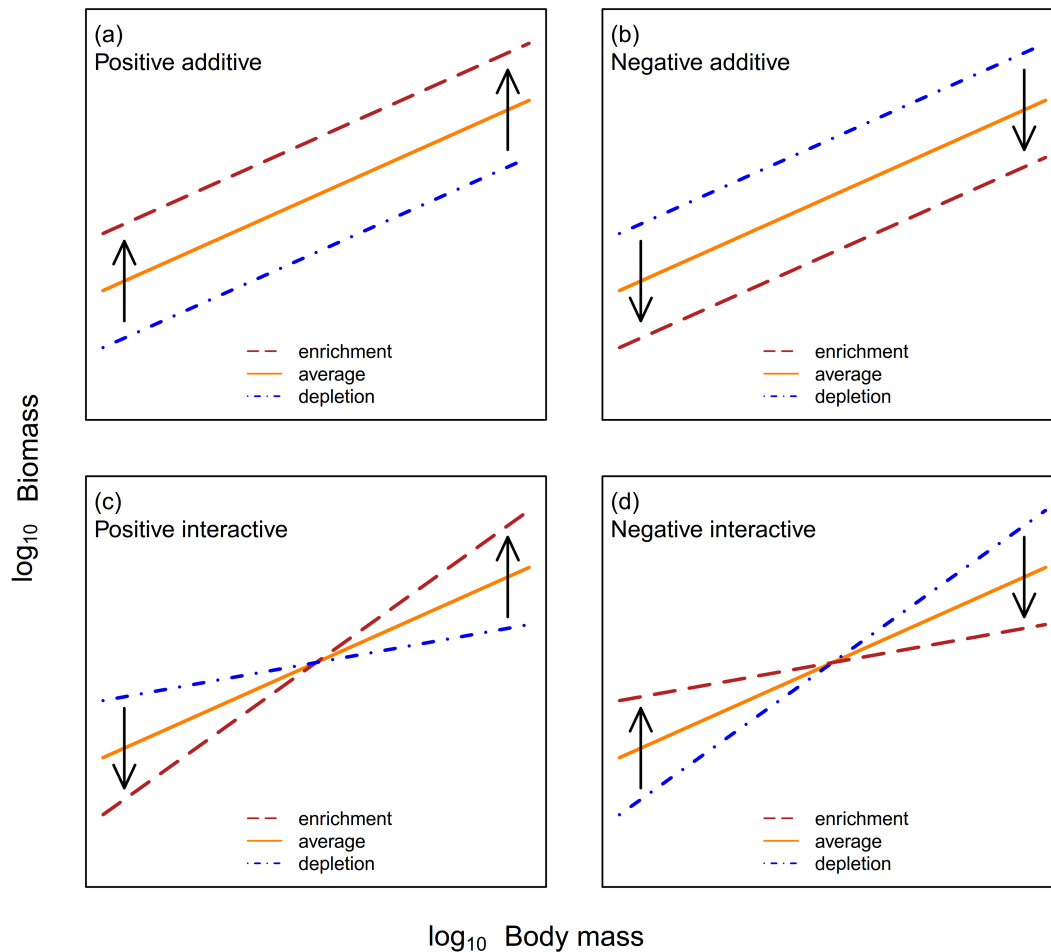 (a)
Positive additive
enrichment
average
depletion
(b)
Negative additive
enrichment
average
depletion
(c)
Positive interactive
enrichment
average
depletion
(d)
Negative interactive
enrichment
average
depletion
log₁₀ Biomass
log₁₀ Body mass